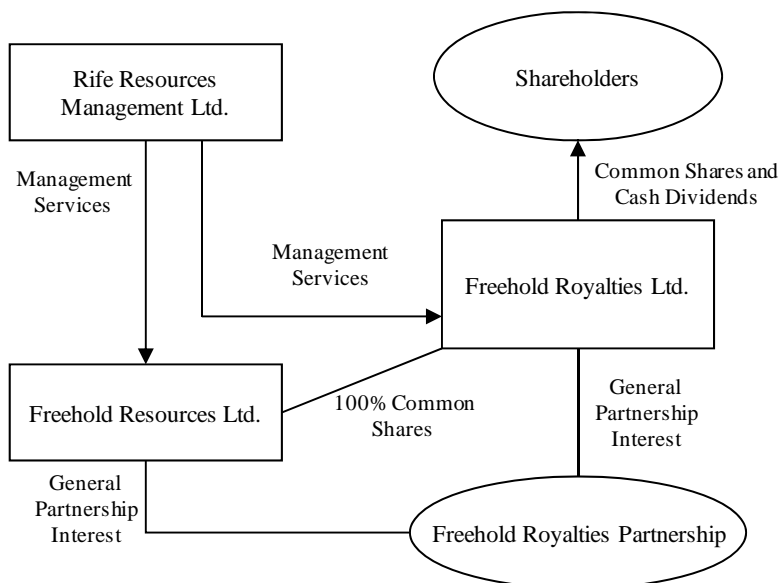 Rife Resources
Management Ltd.
Shareholders
Management
Services
Common Shares and
Cash Dividends
Management
Services
Freehold Royalties Ltd.
Freehold Resources Ltd.
100% Common
Shares
General
Partnership
Interest
General
Partnership
Interest
Freehold Royalties Partnership